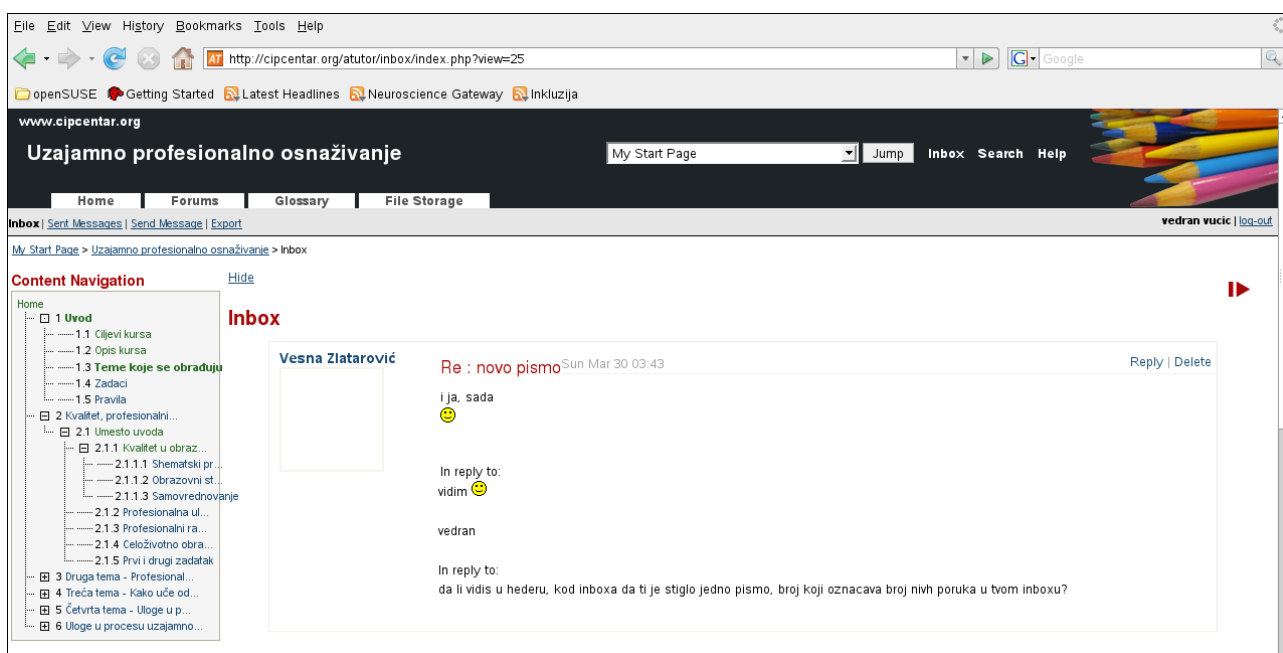 File Edit View History Bookmarks Tools Help
http://cipcentar.org/atutor/inbox/index.php?view=25
G Google
openSUSE Getting Started Latest Headlines Neuroscience Gateway Inkluzija
www.cipcentar.org
Uzajamno profesionalno osnaživanje
My Start Page Jump Inbox Search Help
Home Forums Glossary File Storage
Inbox | Sent Messages | Send Message | Export vedran vucic | log-out
My Start Page > Uzajamno profesionalno osnaživanje > Inbox
Content Navigation
Hide
Home
1 Uvod
1.1 Ciljevi kursa
1.2 Opis kursa
1.3 Teme koje se obrađuju
1.4 Zadaci
1.5 Pravila
2 Kvalitet, profesionalni...
2.1 Umesto uvoda
2.1.1 Kvalitet u obraz...
2.1.1.1 Shematski pr...
2.1.1.2 Obrazovni st...
2.1.1.3 Samovrednovanje
2.1.2 Profesionalna ul...
2.1.3 Profesionalni ra...
2.1.4 Celoživotno obra...
2.1.5 Prvi i drugi zadatak
3 Druga tema - Profesional...
4 Treća tema - Kako uče od...
5 Četvrta tema - Uloge u p...
6 Uloge u procesu uzajamno...
Inbox
Vesna Zlatarović
Re : novo pismo Sun Mar 30 03:43
Reply | Delete
i ja, sada
In reply to:
vidim
vedran
In reply to:
da li vidis u hederu, kod inboxa da ti je stiglo jedno pismo, broj koji oznacava broj nivh poruka u tvom inboxu?